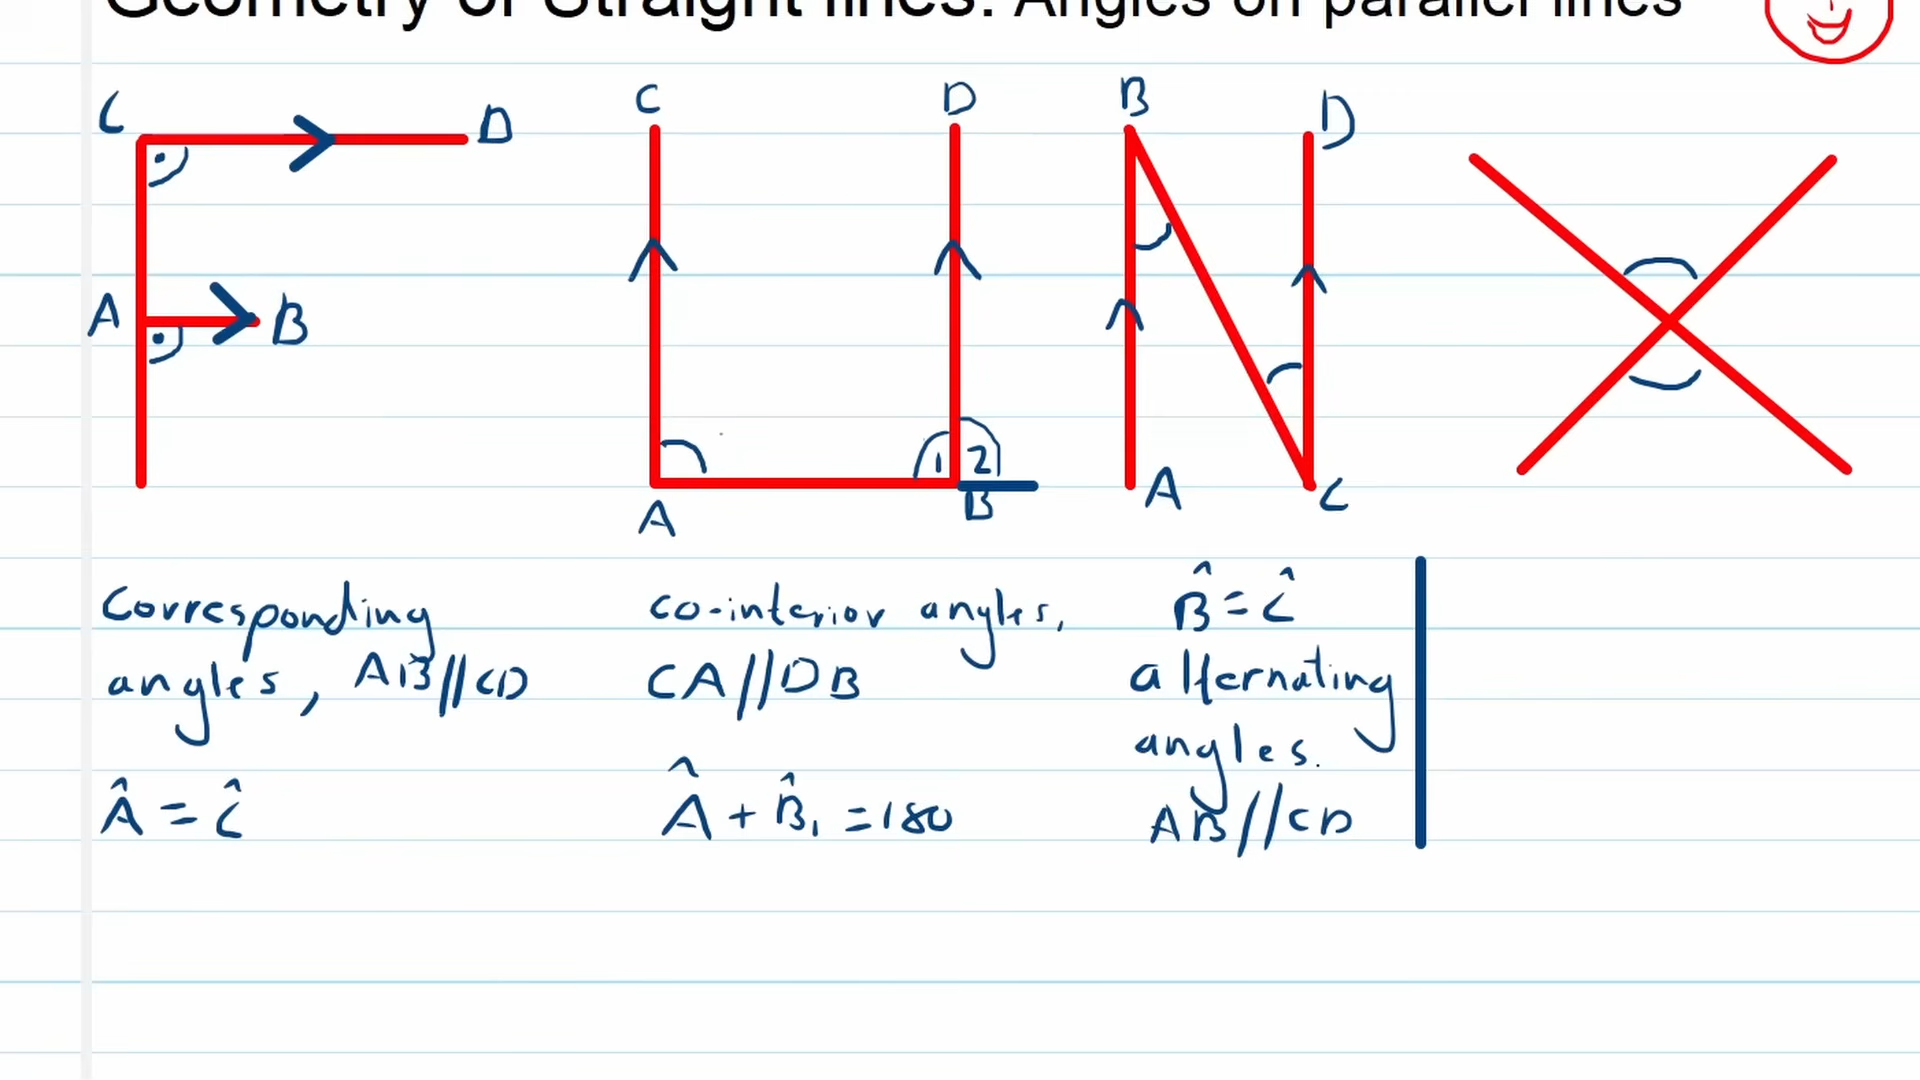 Geometry of Straight lines: Angles on parallel lines
C D
A B
C D
1 2
A B
B D
A C
Corresponding
angles, AB//CD
Â = Ĉ
co-interior angles,
CA//DB
Â + B̂₁ = 180
B̂ = Ĉ
alternating
angles.
AB//CD